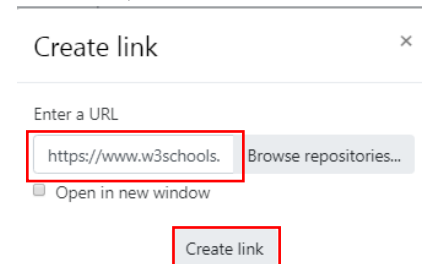 Create link ×
Enter a URL
https://www.w3schools. Browse repositories...
Open in new window
Create link